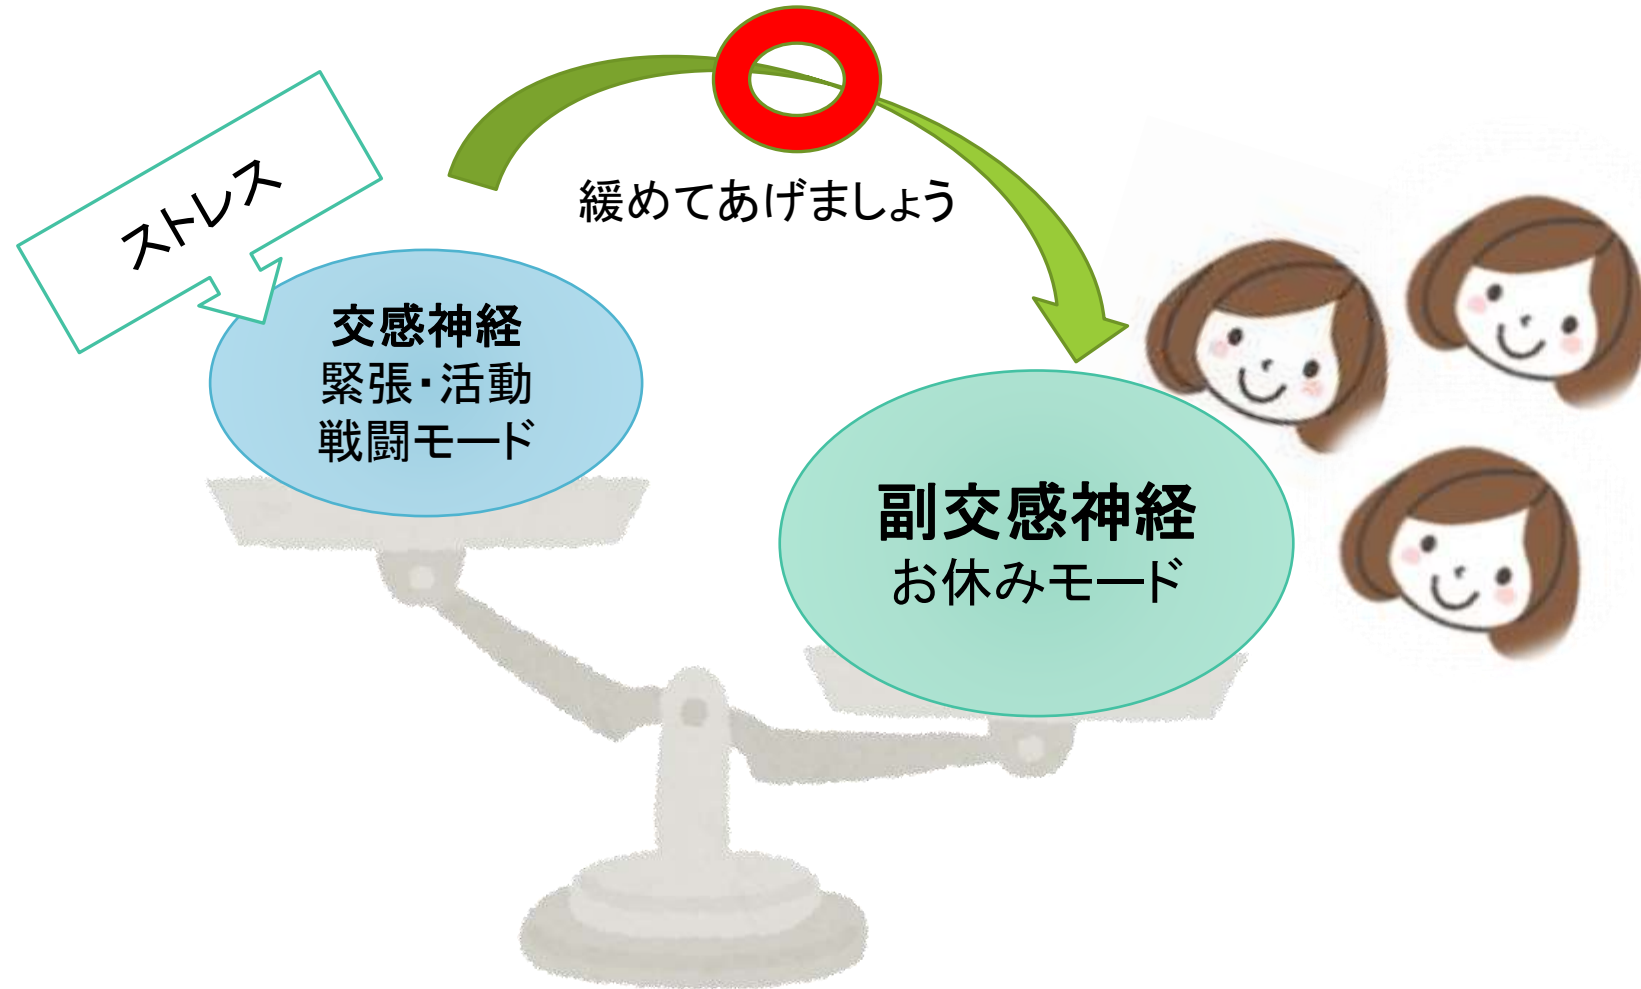 ストレス
緩めてあげましょう
交感神経
緊張・活動
戦闘モード
副交感神経
お休みモード